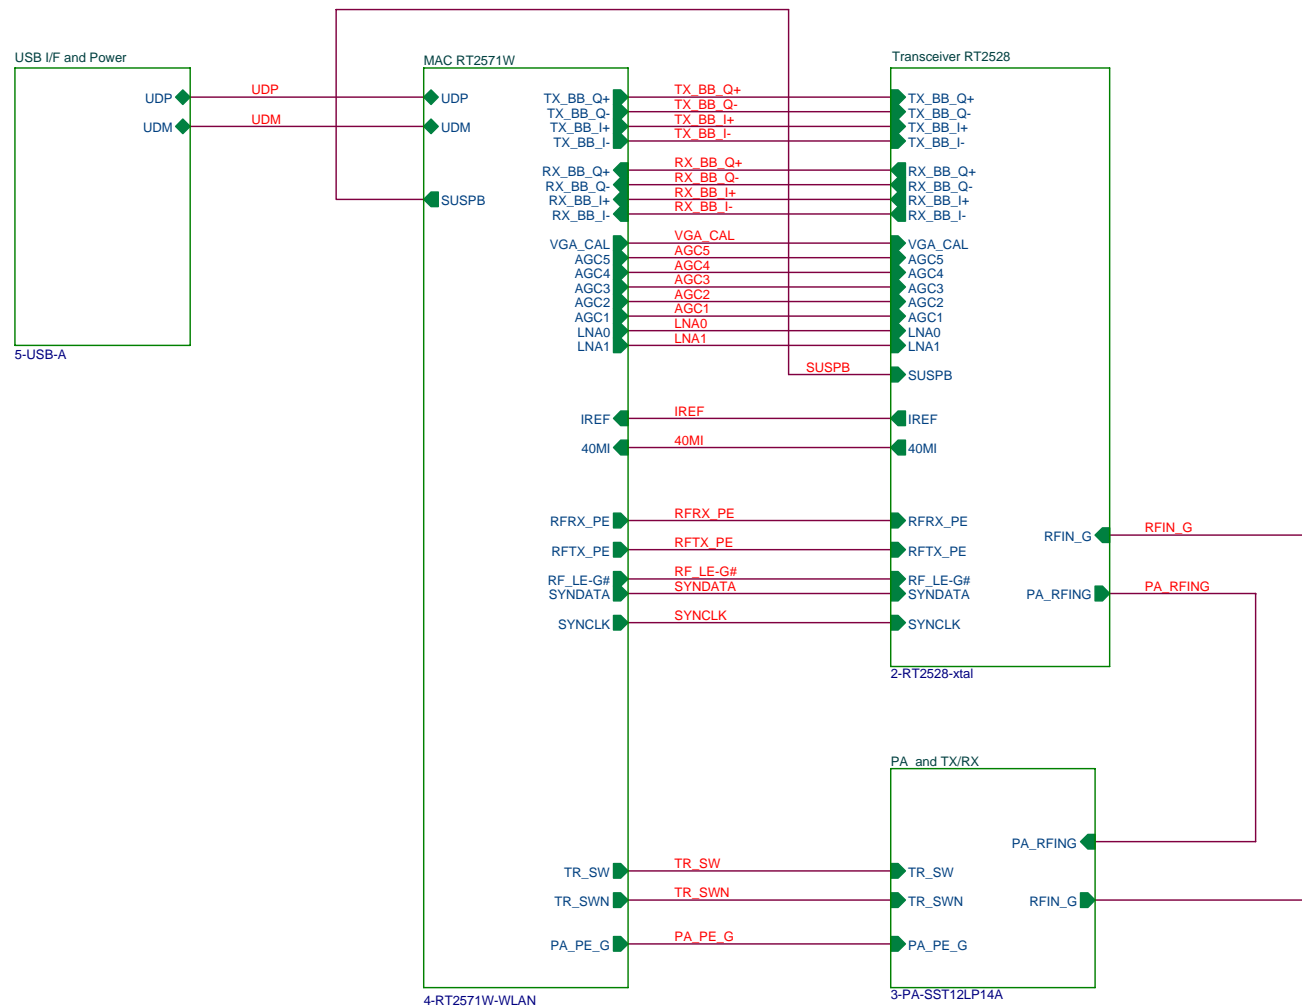 USB I/F and Power
UDP
UDM
5-USB-A
UDP
UDM
MAC RT2571W
UDP
UDM
SUSPB
TX_BB_Q+
TX_BB_Q-
TX_BB_I+
TX_BB_I-
RX_BB_Q+
RX_BB_Q-
RX_BB_I+
RX_BB_I-
VGA_CAL
AGC5
AGC4
AGC3
AGC2
AGC1
LNA0
LNA1
IREF
40MI
RFRX_PE
RFTX_PE
RF_LE-G#
SYNDATA
SYNCLK
TR_SW
TR_SWN
PA_PE_G
4-RT2571W-WLAN
TX_BB_Q+
TX_BB_Q-
TX_BB_I+
TX_BB_I-
RX_BB_Q+
RX_BB_Q-
RX_BB_I+
RX_BB_I-
VGA_CAL
AGC5
AGC4
AGC3
AGC2
AGC1
LNA0
LNA1
SUSPB
IREF
40MI
RFRX_PE
RFTX_PE
RF_LE-G#
SYNDATA
SYNCLK
TR_SW
TR_SWN
PA_PE_G
Transceiver RT2528
TX_BB_Q+
TX_BB_Q-
TX_BB_I+
TX_BB_I-
RX_BB_Q+
RX_BB_Q-
RX_BB_I+
RX_BB_I-
VGA_CAL
AGC5
AGC4
AGC3
AGC2
AGC1
LNA0
LNA1
SUSPB
IREF
40MI
RFRX_PE
RFTX_PE
RF_LE-G#
SYNDATA
SYNCLK
RFIN_G
PA_RFING
2-RT2528-xtal
RFIN_G
PA_RFING
PA and TX/RX
PA_RFING
TR_SW
TR_SWN
RFIN_G
PA_PE_G
3-PA-SST12LP14A